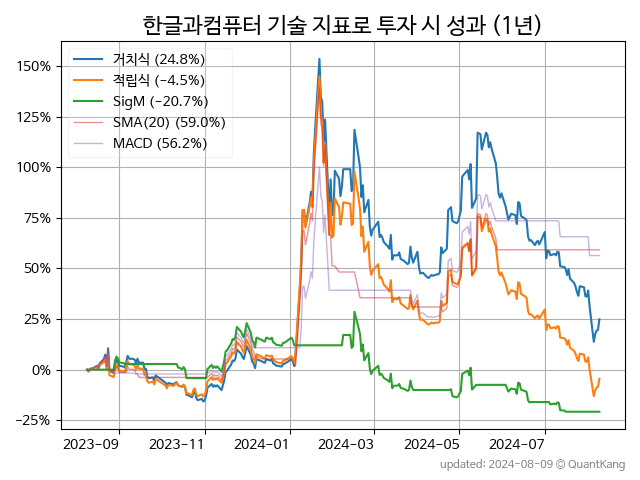 한글과컴퓨터 기술 지표로 투자 시 성과 (1년)
거치식 (24.8%)
적립식 (−4.5%)
SigM (−20.7%)
SMA(20) (59.0%)
MACD (56.2%)
150%
125%
100%
75%
50%
25%
0%
−25%
2023-09 2023-11 2024-01 2024-03 2024-05 2024-07
updated: 2024-08-09 © QuantKang